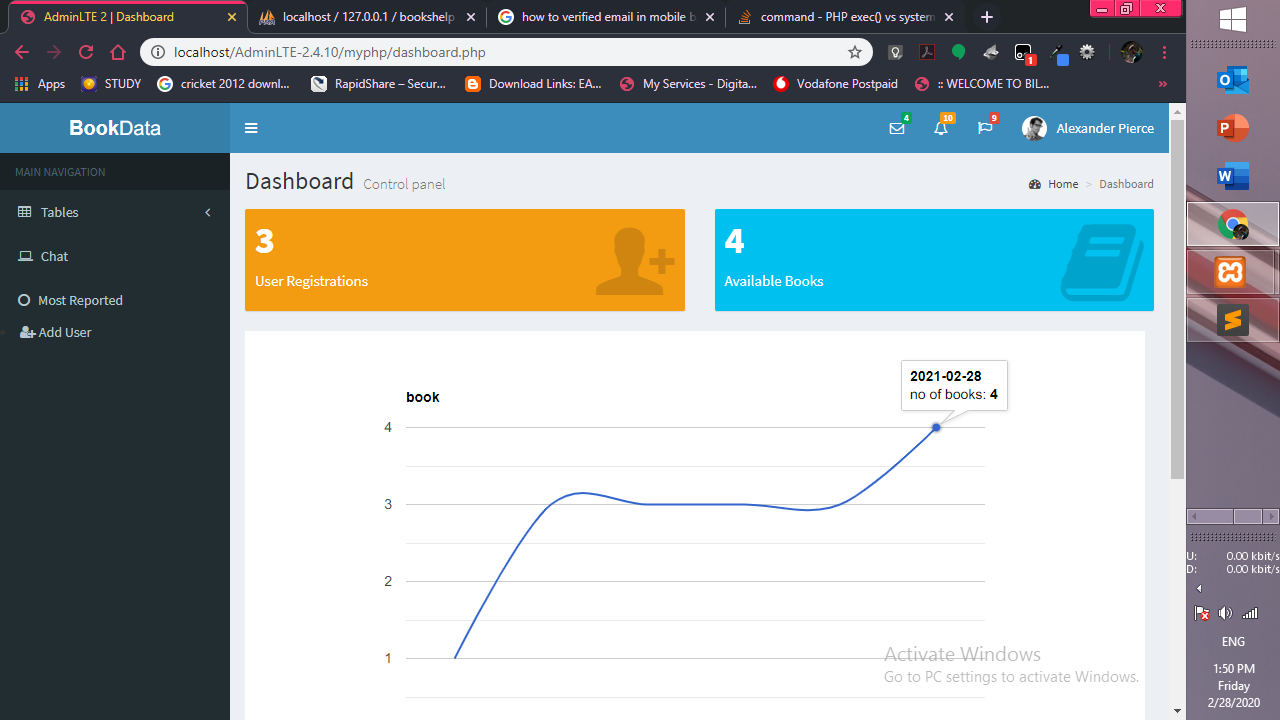 AdminLTE 2 | Dashboard
localhost / 127.0.0.1 / bookshelp
how to verified email in mobile b
command - PHP exec() vs system
localhost/AdminLTE-2.4.10/myphp/dashboard.php
1
Apps
STUDY
cricket 2012 downl...
RapidShare – Secur...
Download Links: EA...
My Services - Digita...
Vodafone Postpaid
:: WELCOME TO BIL...
»
BookData
4
10
9
Alexander Pierce
MAIN NAVIGATION
Tables
Chat
Most Reported
Add User
Dashboard Control panel
Home > Dashboard
3
User Registrations
4
Available Books
book
2021-02-28
no of books: 4
4
3
2
1
Activate Windows
Go to PC settings to activate Windows.
U: 0.00 kbit/s
D: 0.00 kbit/s
ENG
1:50 PM
Friday
2/28/2020